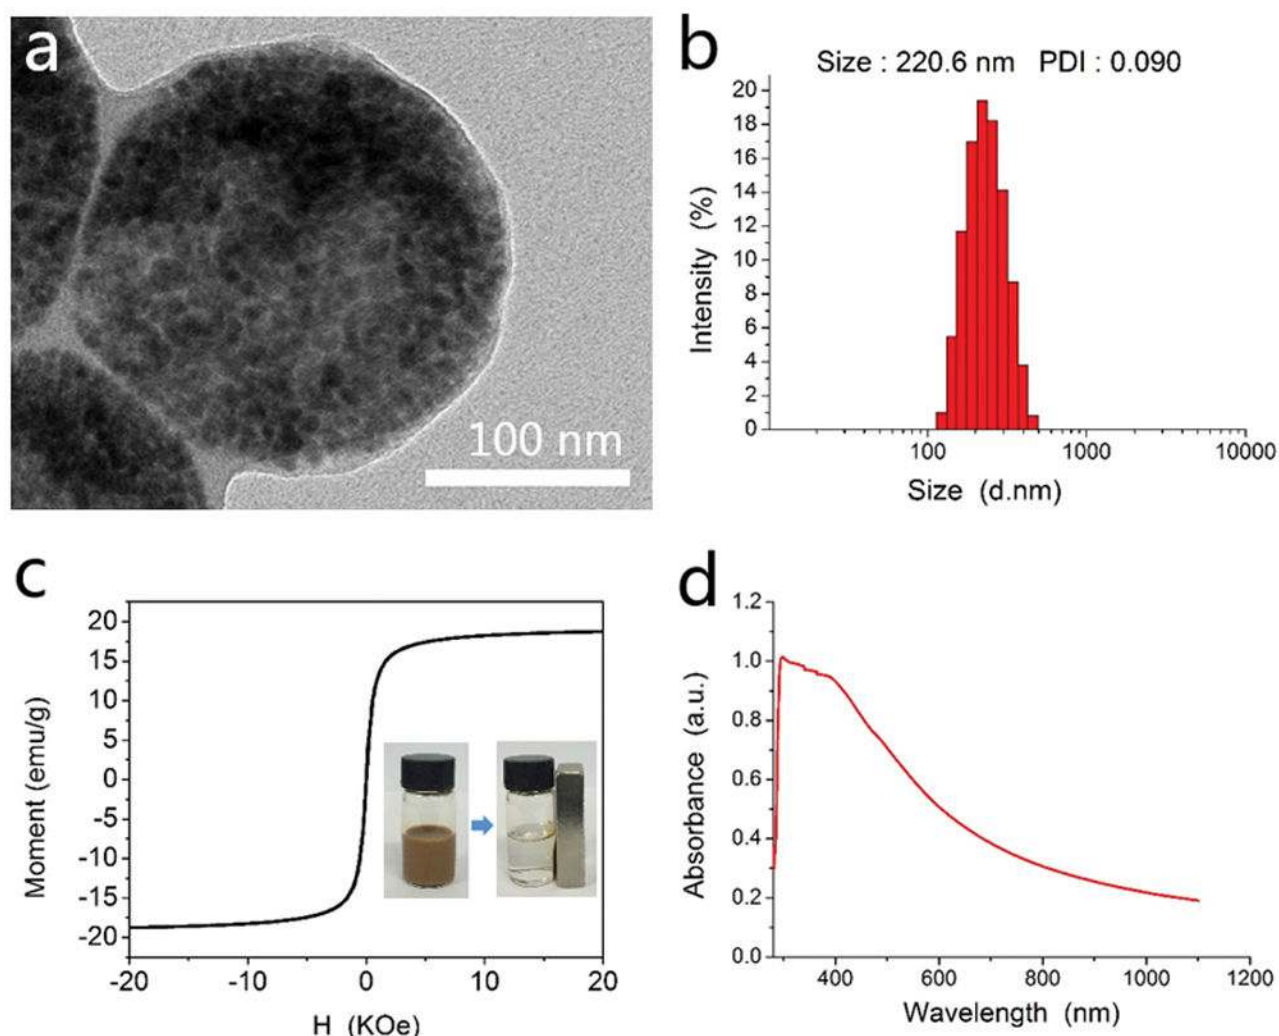 a
100 nm
b
Size : 220.6 nm PDI : 0.090
20
18
16
14
12
10
8
6
4
2
0
Intensity (%)
100 1000 10000
Size (d.nm)
c
20
15
10
5
0
-5
-10
-15
-20
Moment (emu/g)
-20 -10 0 10 20
H (KOe)
d
1.2
1.0
0.8
0.6
0.4
0.2
0.0
Absorbance (a.u.)
400 600 800 1000 1200
Wavelength (nm)